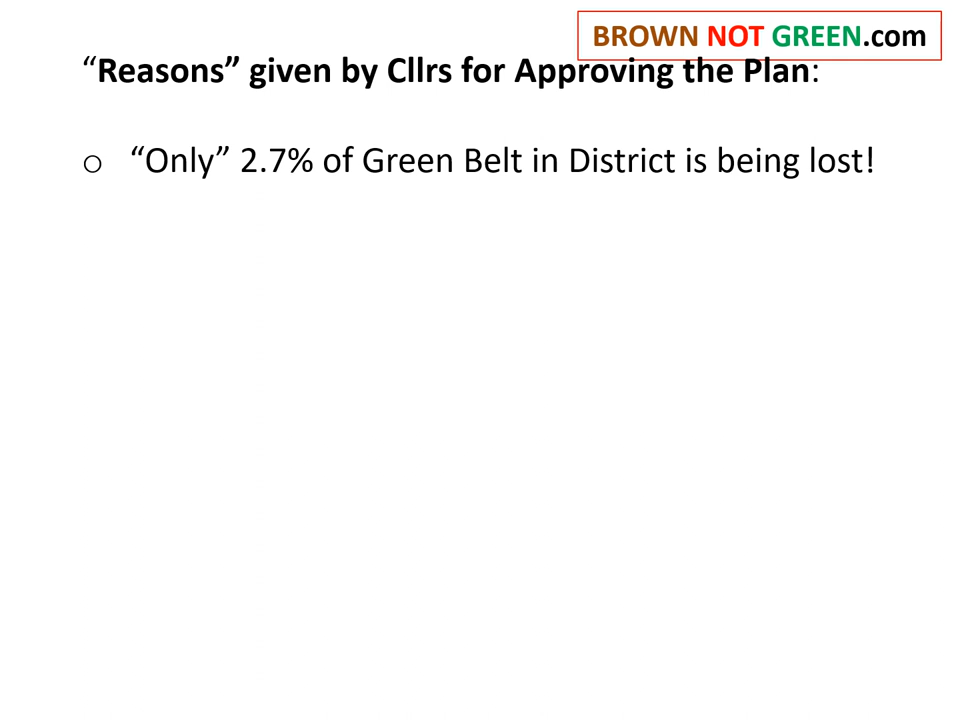 BROWN NOT GREEN.com
“Reasons” given by Cllrs for Approving the Plan:
o “Only” 2.7% of Green Belt in District is being lost!